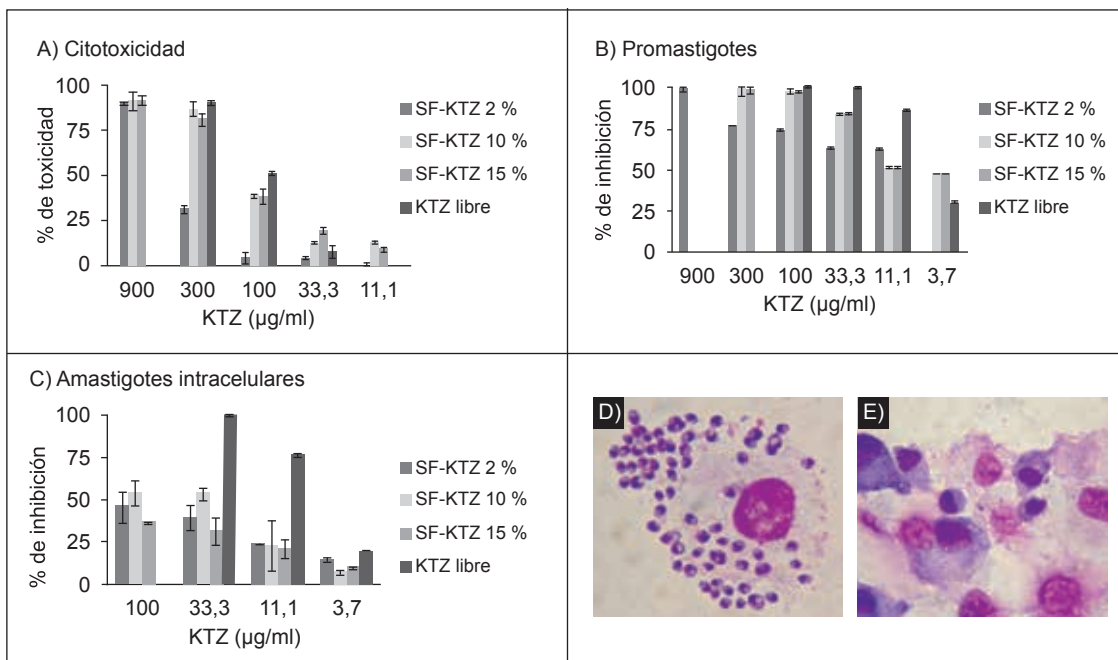 A) Citotoxicidad
% de toxicidad
100
75
50
25
0
900 300 100 33,3 11,1
KTZ (µg/ml)
SF-KTZ 2 %
SF-KTZ 10 %
SF-KTZ 15 %
KTZ libre
B) Promastigotes
% de inhibición
100
75
50
25
0
900 300 100 33,3 11,1 3,7
KTZ (µg/ml)
SF-KTZ 2 %
SF-KTZ 10 %
SF-KTZ 15 %
KTZ libre
C) Amastigotes intracelulares
% de inhibición
100
75
50
25
0
100 33,3 11,1 3,7
KTZ (µg/ml)
SF-KTZ 2 %
SF-KTZ 10 %
SF-KTZ 15 %
KTZ libre
D)
E)